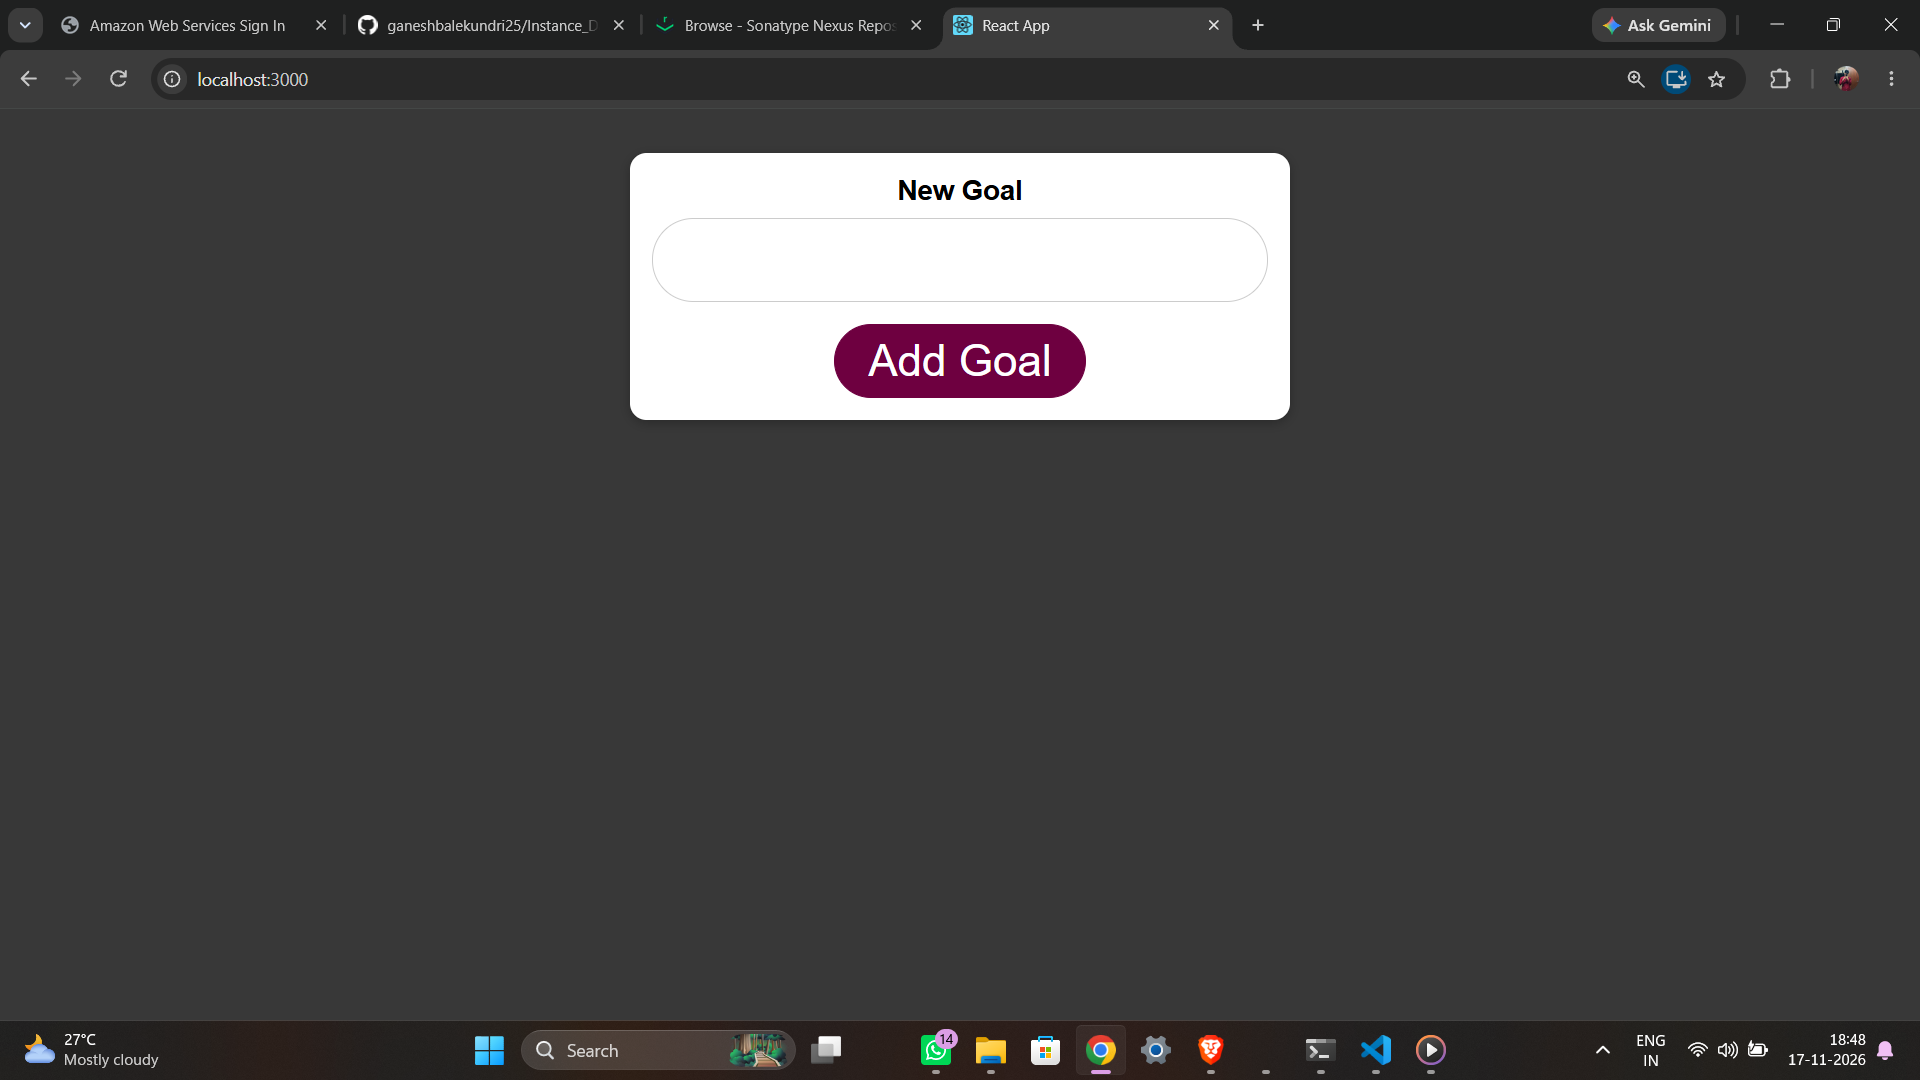 Amazon Web Services Sign In
ganeshbalekundri25/Instance_D
Browse - Sonatype Nexus Repos
React App
Ask Gemini
localhost:3000
New Goal
Add Goal
27°C
Mostly cloudy
Search
14
ENG
IN
18:48
17-11-2026